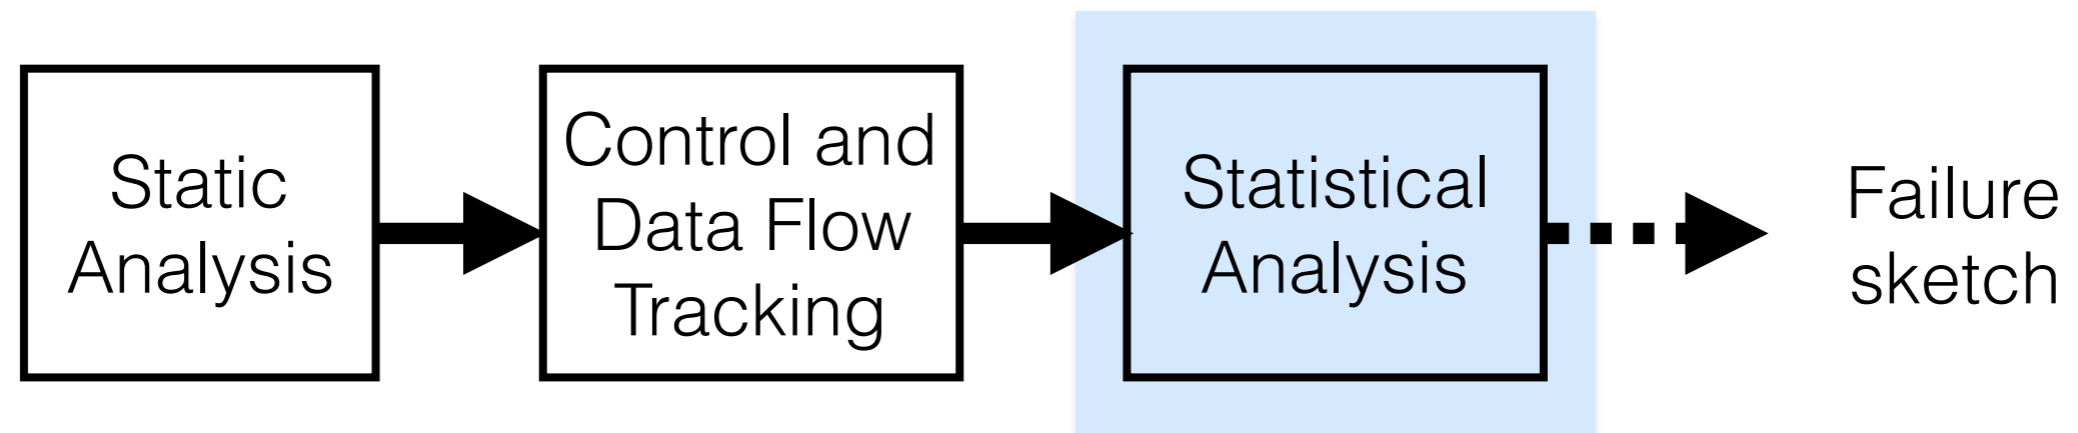 Static
Analysis
Control and
Data Flow
Tracking
Statistical
Analysis
Failure
sketch